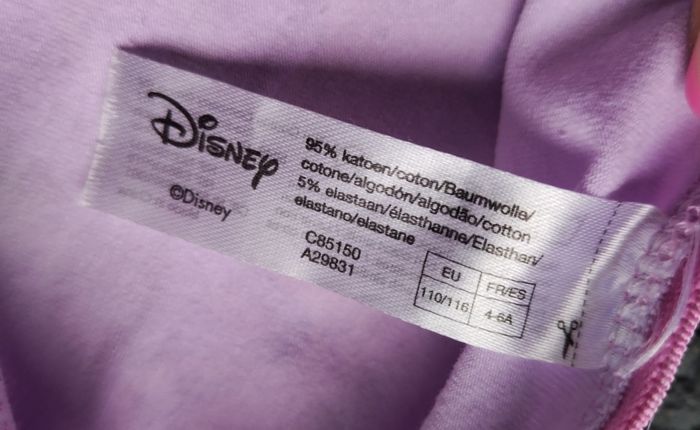 Disney
©Disney
95% katoen/coton/Baumwolle/
cotone/algodón/algodão/cotton
5% elastaan/élasthanne/Elasthan/
elastano/elastane
C85150
A29831
EU FR/ES
110/116 4-6A